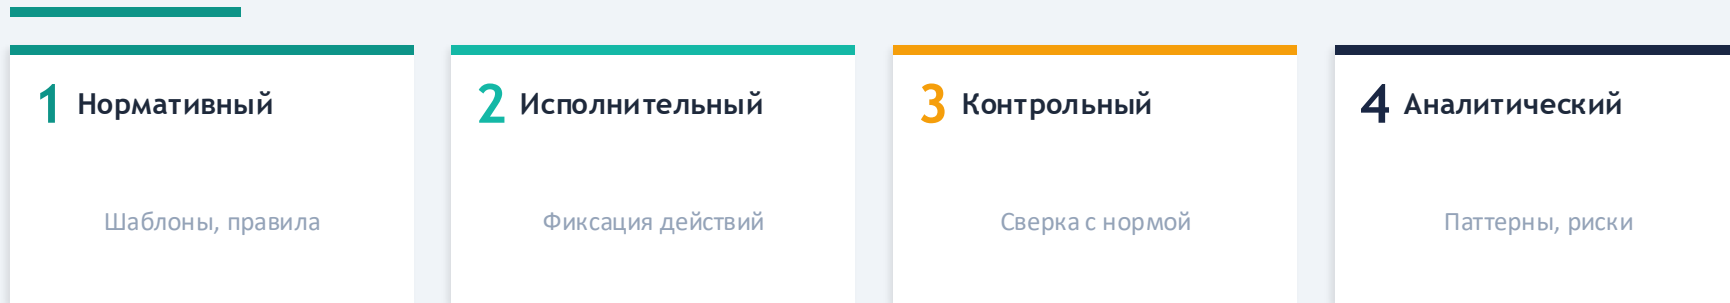 1 Нормативный
Шаблоны, правила
2 Исполнительный
Фиксация действий
3 Контрольный
Сверка с нормой
4 Аналитический
Паттерны, риски